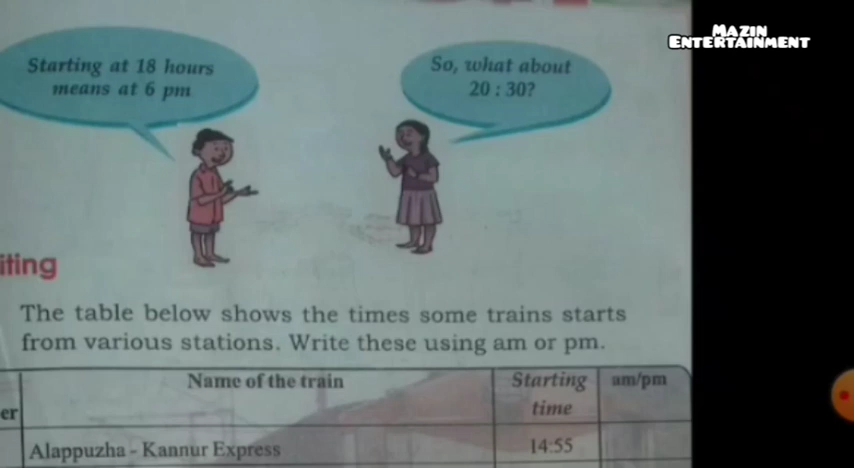 MAZIN
ENTERTAINMENT
Starting at 18 hours
means at 6 pm
So, what about
20 : 30?
iting
The table below shows the times some trains starts
from various stations. Write these using am or pm.
er
Name of the train
Starting
time
am/pm
Alappuzha - Kannur Express
14:55